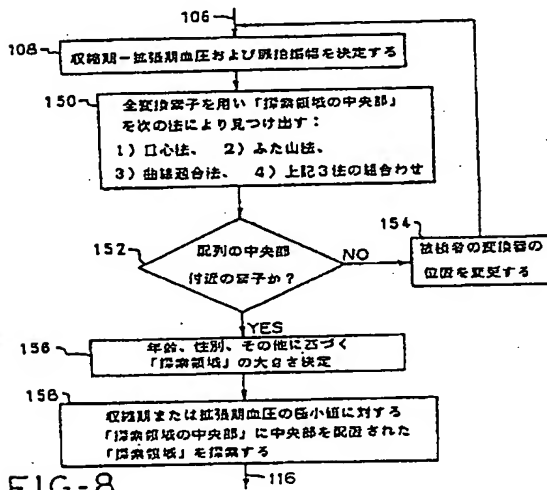 106
108
収縮期－拡張期血圧および脈拍振幅を決定する
150
全変換素子を用い「探索領域の中央部」
を次の法により見つけ出す：
1）重心法、 2）ふた山法、
3）曲線適合法、 4）上記3法の組合わせ
152
配列の中央部
付近の素子か？
NO
154
被検者の変換器の
位置を変更する
YES
156
年齢、性別、その他に基づく
「探索領域」の大きさ決定
158
収縮期または拡張期血圧の極小値に対する
「探索領域の中央部」に中央部を配置された
「探索領域」を探索する
116
FIG-8